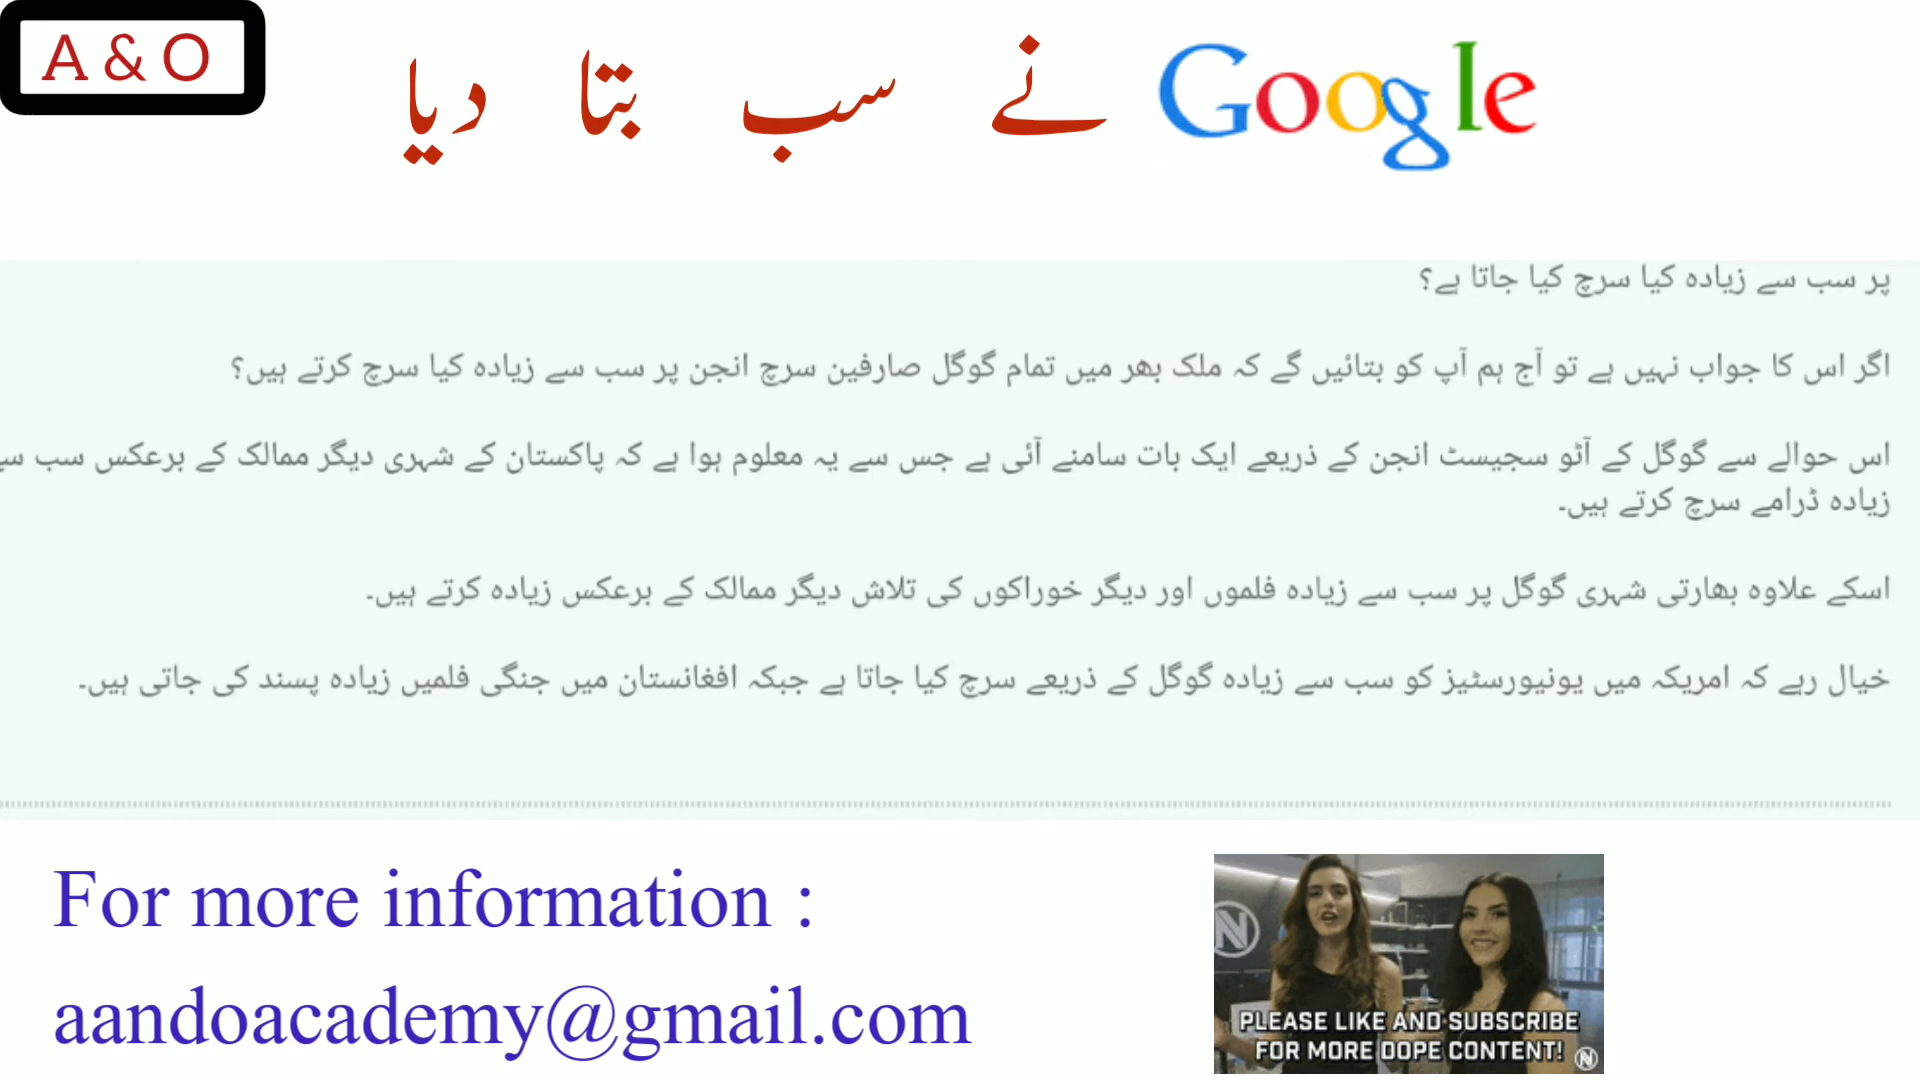 A & O
Google نے سب بتا دیا
پر سب سے زیادہ کیا سرچ کیا جاتا ہے؟
اگر اس کا جواب نہیں ہے تو آج ہم آپ کو بتائیں گے کہ ملک بھر میں تمام گوگل صارفین سرچ انجن پر سب سے زیادہ کیا سرچ کرتے ہیں؟
اس حوالے سے گوگل کے آٹو سجیسٹ انجن کے ذریعے ایک بات سامنے آئی ہے جس سے یہ معلوم ہوا ہے کہ پاکستان کے شہری دیگر ممالک کے برعکس سب سے
زیادہ ڈرامے سرچ کرتے ہیں۔
اسکے علاوہ بھارتی شہری گوگل پر سب سے زیادہ فلموں اور دیگر خوراکوں کی تلاش دیگر ممالک کے برعکس زیادہ کرتے ہیں۔
خیال رہے کہ امریکہ میں یونیورسٹیز کو سب سے زیادہ گوگل کے ذریعے سرچ کیا جاتا ہے جبکہ افغانستان میں جنگی فلمیں زیادہ پسند کی جاتی ہیں۔
For more information :
aandoacademy@gmail.com
N
PLEASE LIKE AND SUBSCRIBE
FOR MORE DOPE CONTENT!
N